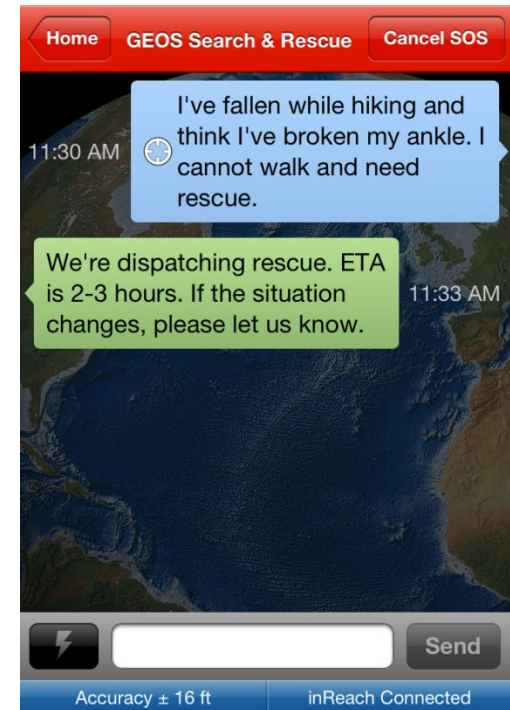 Home
GEOS Search & Rescue
Cancel SOS
I've fallen while hiking and
think I've broken my ankle. I
cannot walk and need
rescue.
11:30 AM
We're dispatching rescue. ETA
is 2-3 hours. If the situation
changes, please let us know.
11:33 AM
Send
Accuracy ± 16 ft
inReach Connected